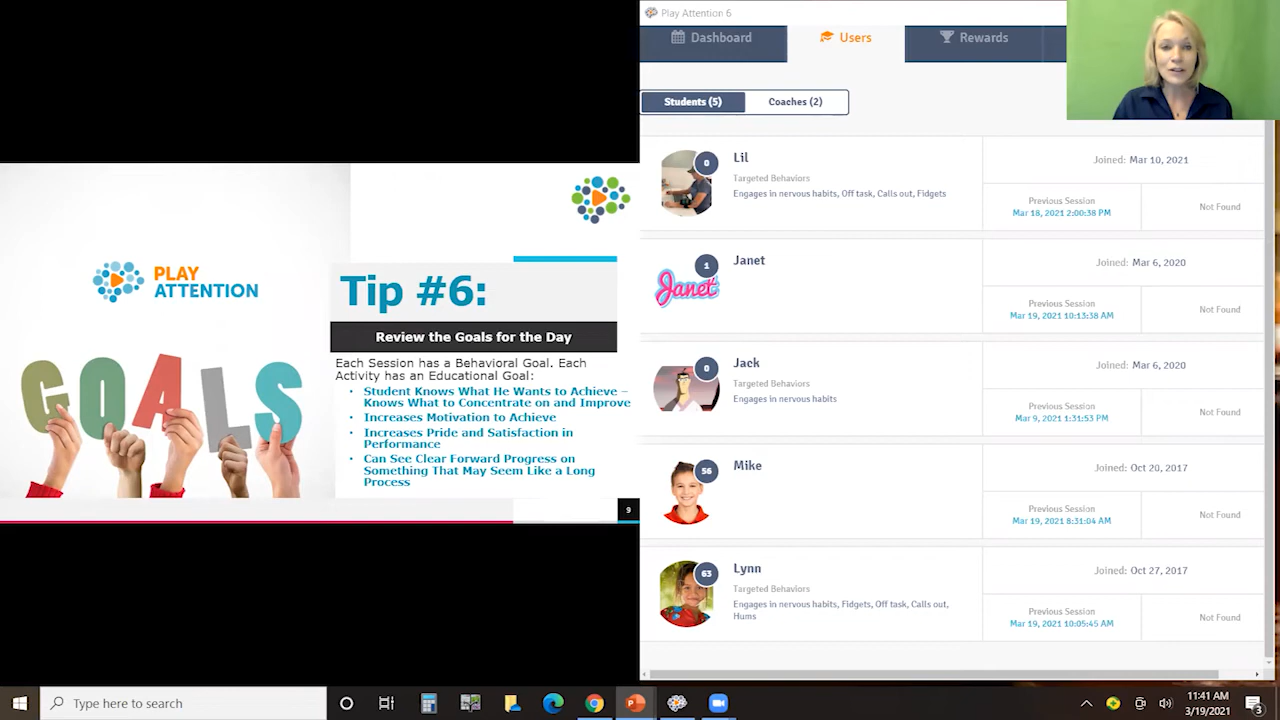 PLAY
ATTENTION
GOALS
Tip #6:
Review the Goals for the Day
Each Session has a Behavioral Goal. Each
Activity has an Educational Goal:
• Student Knows What He Wants to Achieve –
Knows What to Concentrate on and Improve
• Increases Motivation to Achieve
• Increases Pride and Satisfaction in
Performance
• Can See Clear Forward Progress on
Something That May Seem Like a Long
Process
9
Play Attention 6
Dashboard
Users
Rewards
Students (5)
Coaches (2)
0
Lil
Targeted Behaviors
Engages in nervous habits, Off task, Calls out, Fidgets
Joined: Mar 10, 2021
Previous Session
Mar 18, 2021 2:00:38 PM
Not Found
1
Janet
Janet
Joined: Mar 6, 2020
Previous Session
Mar 19, 2021 10:13:38 AM
Not Found
0
Jack
Targeted Behaviors
Engages in nervous habits
Joined: Mar 6, 2020
Previous Session
Mar 9, 2021 1:31:53 PM
Not Found
56
Mike
Joined: Oct 20, 2017
Previous Session
Mar 19, 2021 8:31:04 AM
Not Found
63
Lynn
Targeted Behaviors
Engages in nervous habits, Fidgets, Off task, Calls out,
Hums
Joined: Oct 27, 2017
Previous Session
Mar 19, 2021 10:05:45 AM
Not Found
Type here to search
11:41 AM
3/19/2021
3